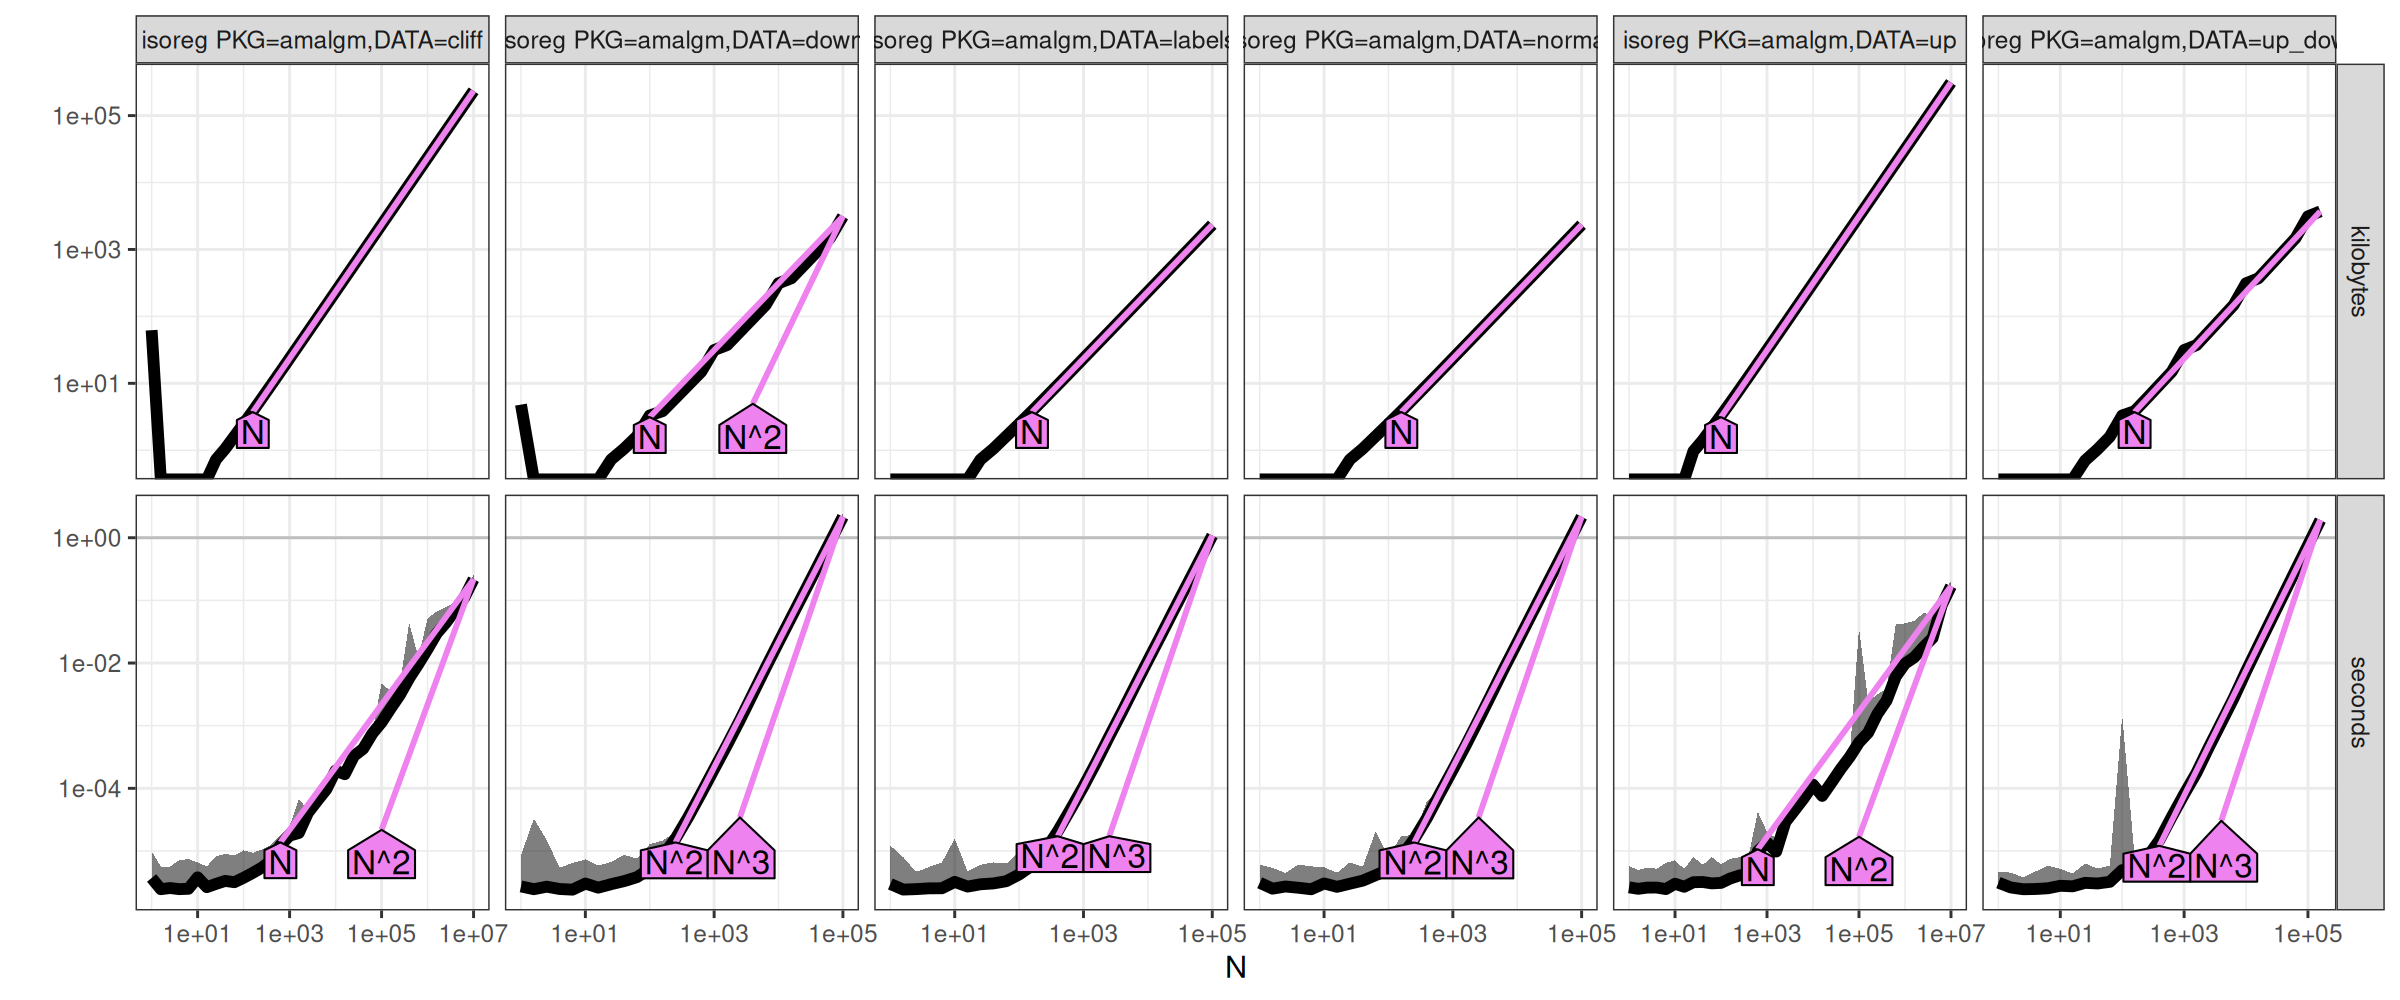 isoreg PKG=amalgm,DATA=cliff
soreg PKG=amalgm,DATA=down
soreg PKG=amalgm,DATA=labels
soreg PKG=amalgm,DATA=norma
isoreg PKG=amalgm,DATA=up
oreg PKG=amalgm,DATA=up_dow
1e+05
1e+03
1e+01
N
N
N^2
N
N
N
N
kilobytes
1e+00
1e-02
1e-04
N
N^2
N^2
N^3
N^2
N^3
N^2
N^3
N
N^2
N^2
N^3
seconds
1e+01 1e+03 1e+05 1e+07
1e+01 1e+03 1e+05
1e+01 1e+03 1e+05
1e+01 1e+03 1e+05
1e+01 1e+03 1e+05 1e+07
1e+01 1e+03 1e+05
N